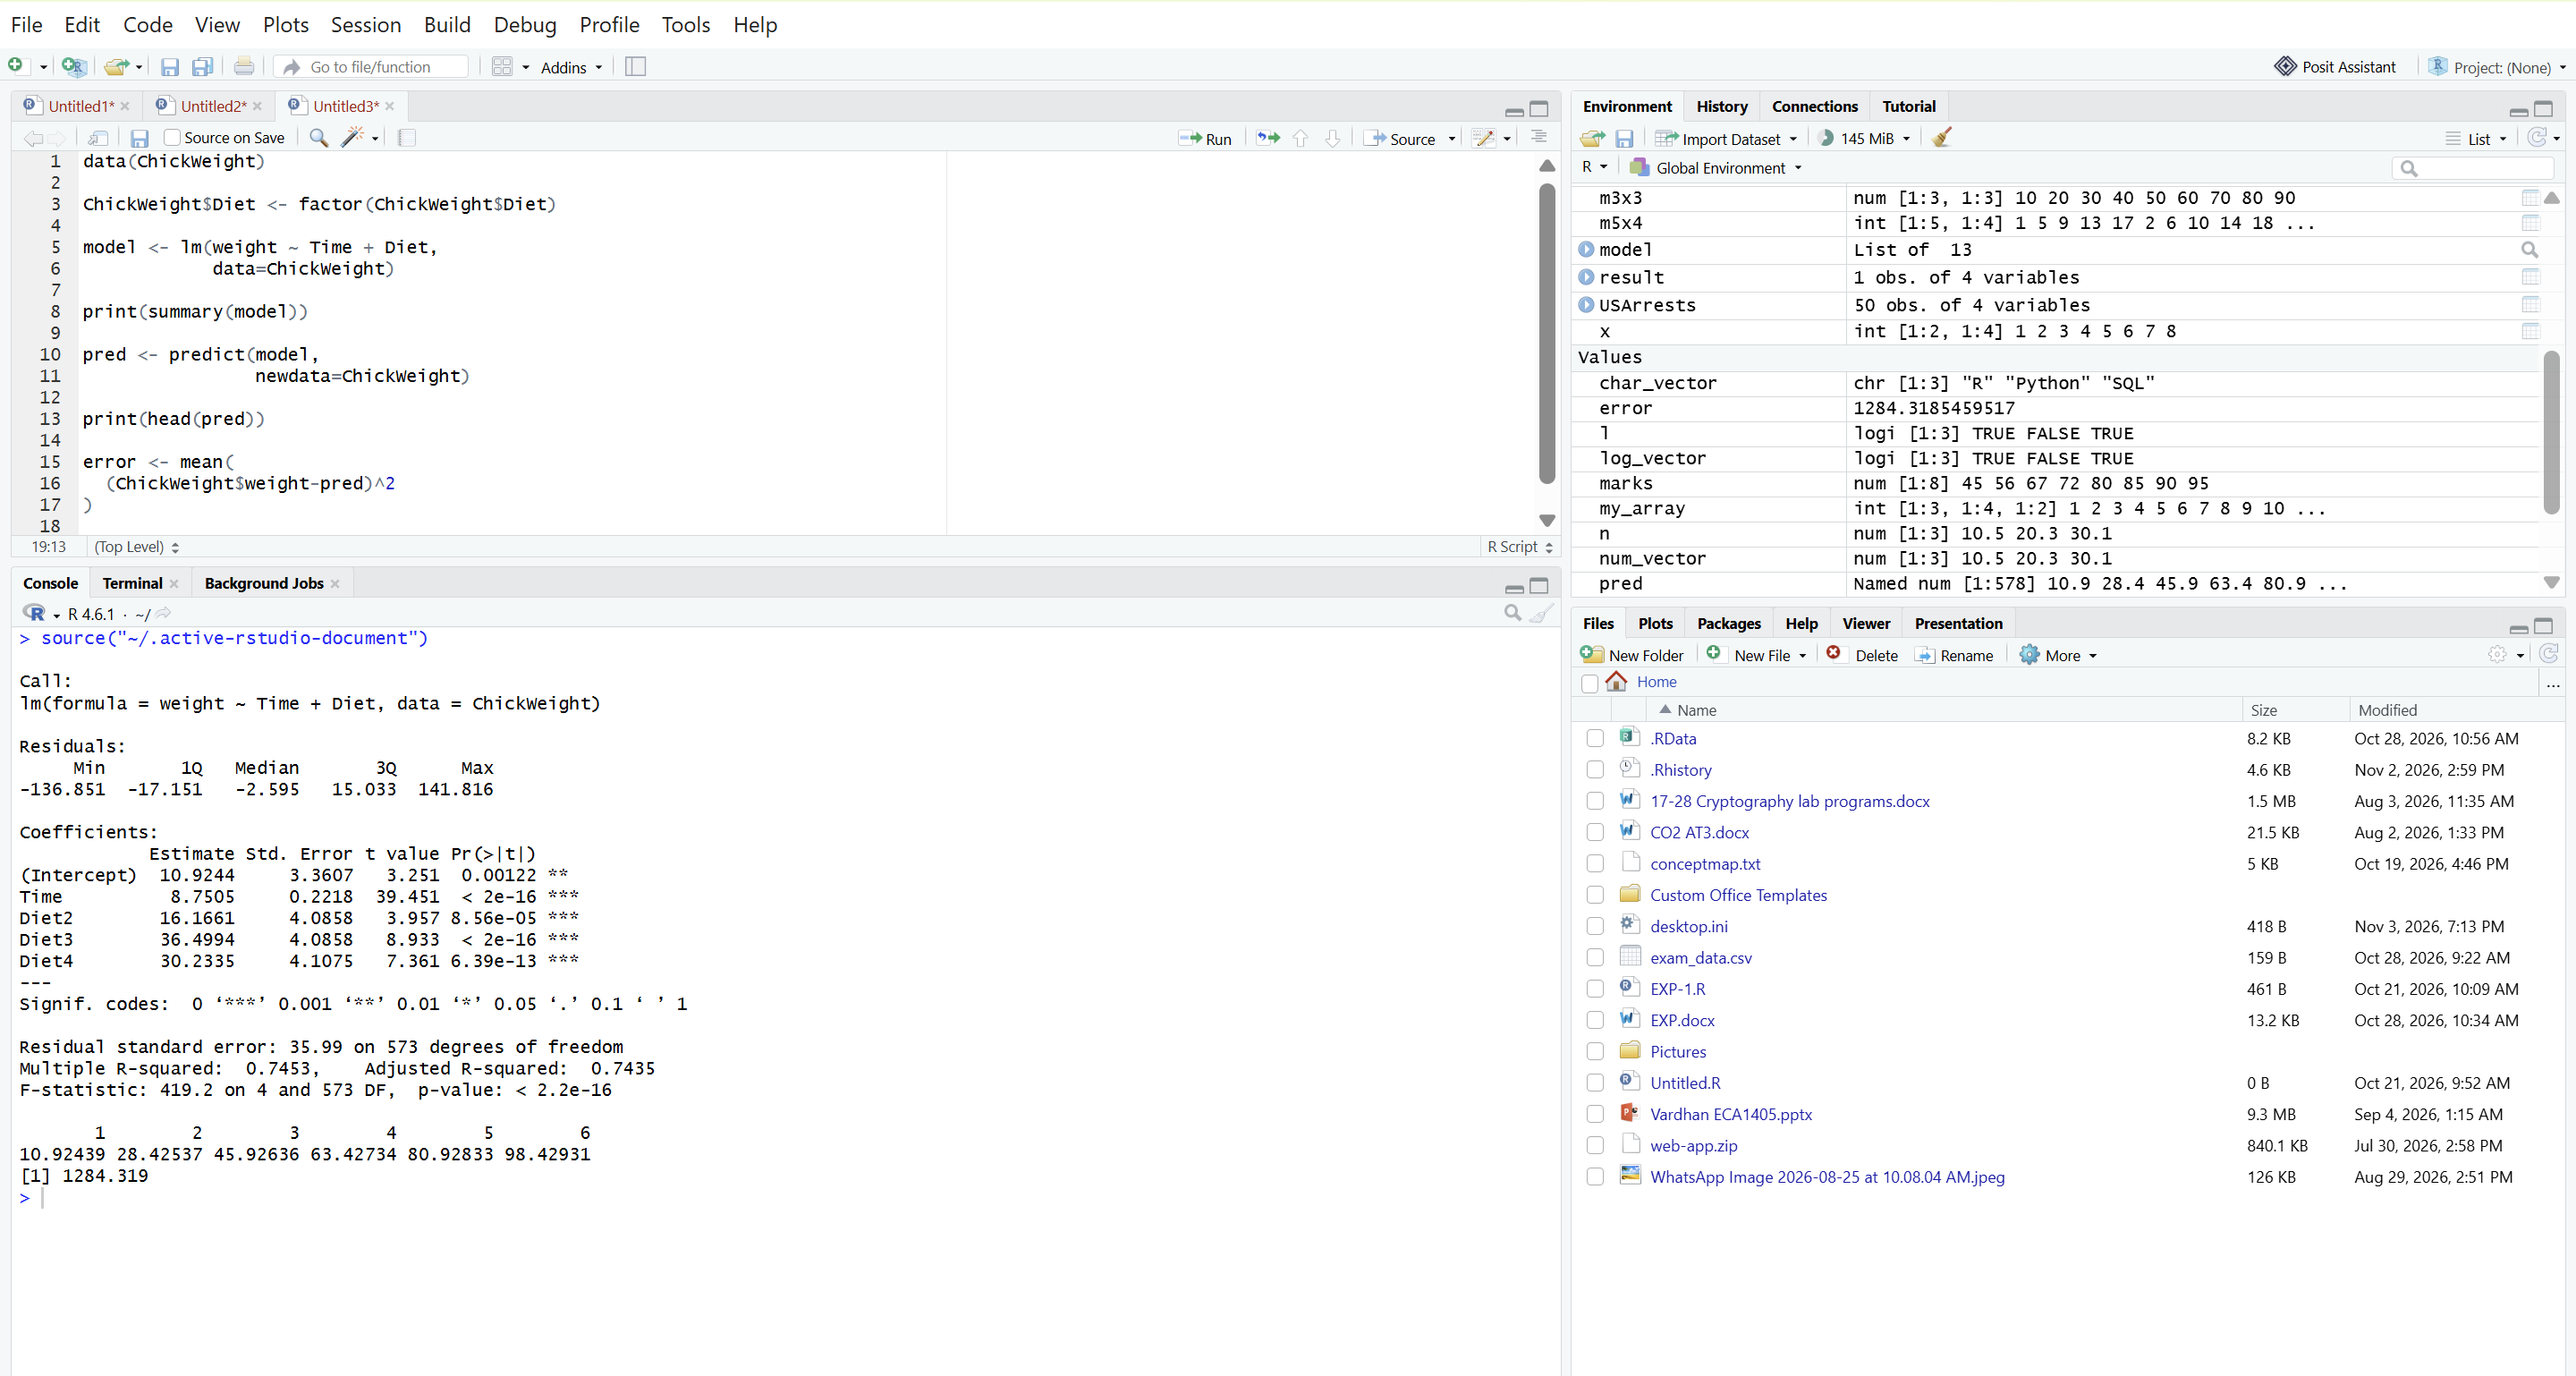 File Edit Code View Plots Session Build Debug Profile Tools Help
Go to file/function Addins Posit Assistant Project: (None)
Untitled1* Untitled2* Untitled3*
Source on Save Run Source
1 data(ChickWeight)
2
3 ChickWeight$Diet <- factor(ChickWeight$Diet)
4
5 model <- lm(weight ~ Time + Diet,
6 data=ChickWeight)
7
8 print(summary(model))
9
10 pred <- predict(model,
11 newdata=ChickWeight)
12
13 print(head(pred))
14
15 error <- mean(
16 (ChickWeight$weight-pred)^2
17 )
18
19:13 (Top Level) R Script
Console Terminal Background Jobs
R 4.6.1 · ~/
> source("~/.active-rstudio-document")
Call:
lm(formula = weight ~ Time + Diet, data = ChickWeight)
Residuals:
Min 1Q Median 3Q Max
-136.851 -17.151 -2.595 15.033 141.816
Coefficients:
Estimate Std. Error t value Pr(>|t|)
(Intercept) 10.9244 3.3607 3.251 0.00122 **
Time 8.7505 0.2218 39.451 < 2e-16 ***
Diet2 16.1661 4.0858 3.957 8.56e-05 ***
Diet3 36.4994 4.0858 8.933 < 2e-16 ***
Diet4 30.2335 4.1075 7.361 6.39e-13 ***
---
Signif. codes: 0 ‘***’ 0.001 ‘**’ 0.01 ‘*’ 0.05 ‘.’ 0.1 ‘ ’ 1
Residual standard error: 35.99 on 573 degrees of freedom
Multiple R-squared: 0.7453, Adjusted R-squared: 0.7435
F-statistic: 419.2 on 4 and 573 DF, p-value: < 2.2e-16
1 2 3 4 5 6
10.92439 28.42537 45.92636 63.42734 80.92833 98.42931
[1] 1284.319
>
Environment History Connections Tutorial
Import Dataset 145 MiB List
R Global Environment
m3x3 num [1:3, 1:3] 10 20 30 40 50 60 70 80 90
m5x4 int [1:5, 1:4] 1 5 9 13 17 2 6 10 14 18 ...
model List of 13
result 1 obs. of 4 variables
USArrests 50 obs. of 4 variables
x int [1:2, 1:4] 1 2 3 4 5 6 7 8
Values
char_vector chr [1:3] "R" "Python" "SQL"
error 1284.3185459517
l logi [1:3] TRUE FALSE TRUE
log_vector logi [1:3] TRUE FALSE TRUE
marks num [1:8] 45 56 67 72 80 85 90 95
my_array int [1:3, 1:4, 1:2] 1 2 3 4 5 6 7 8 9 10 ...
n num [1:3] 10.5 20.3 30.1
num_vector num [1:3] 10.5 20.3 30.1
pred Named num [1:578] 10.9 28.4 45.9 63.4 80.9 ...
Files Plots Packages Help Viewer Presentation
New Folder New File Delete Rename More
Home ...
Name Size Modified
.RData 8.2 KB Oct 28, 2026, 10:56 AM
.Rhistory 4.6 KB Nov 2, 2026, 2:59 PM
17-28 Cryptography lab programs.docx 1.5 MB Aug 3, 2026, 11:35 AM
CO2 AT3.docx 21.5 KB Aug 2, 2026, 1:33 PM
conceptmap.txt 5 KB Oct 19, 2026, 4:46 PM
Custom Office Templates
desktop.ini 418 B Nov 3, 2026, 7:13 PM
exam_data.csv 159 B Oct 28, 2026, 9:22 AM
EXP-1.R 461 B Oct 21, 2026, 10:09 AM
EXP.docx 13.2 KB Oct 28, 2026, 10:34 AM
Pictures
Untitled.R 0 B Oct 21, 2026, 9:52 AM
Vardhan ECA1405.pptx 9.3 MB Sep 4, 2026, 1:15 AM
web-app.zip 840.1 KB Jul 30, 2026, 2:58 PM
WhatsApp Image 2026-08-25 at 10.08.04 AM.jpeg 126 KB Aug 29, 2026, 2:51 PM